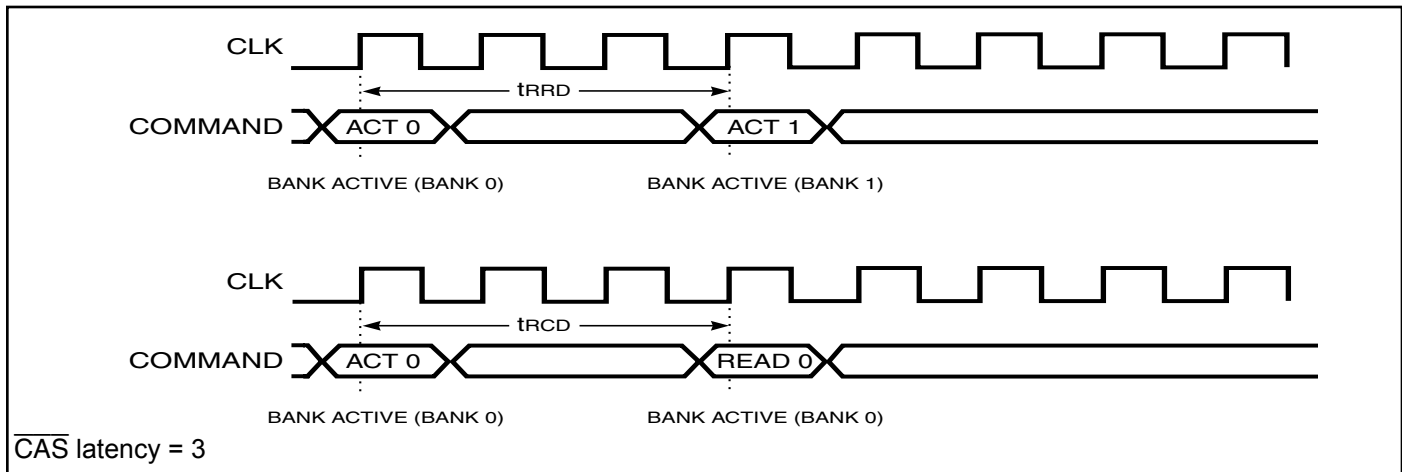 CLK
tRRD
COMMAND ACT 0 ACT 1
BANK ACTIVE (BANK 0) BANK ACTIVE (BANK 1)
CLK
tRCD
COMMAND ACT 0 READ 0
BANK ACTIVE (BANK 0) BANK ACTIVE (BANK 0)
C̅A̅S̅ latency = 3